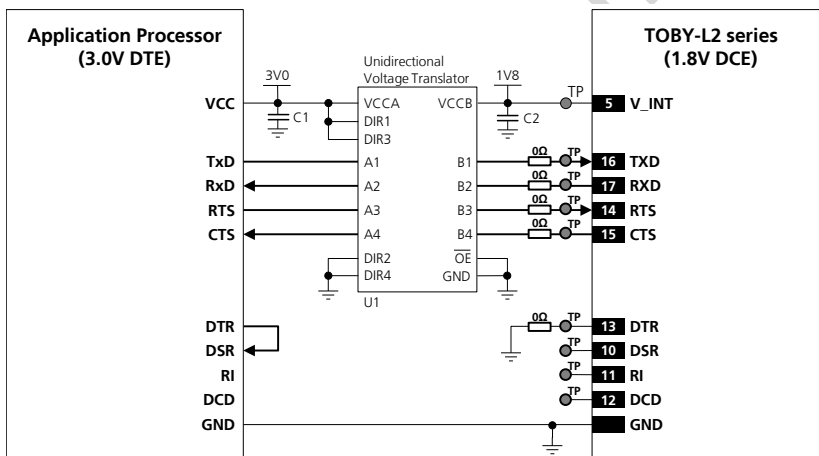 Application Processor
(3.0V DTE)
TOBY-L2 series
(1.8V DCE)
Unidirectional
Voltage Translator
3V0
1V8
TP
VCC
VCCA
VCCB
5
V_INT
C1
DIR1
C2
DIR3
0Ω
TP
TxD
A1
B1
16
TXD
0Ω
TP
RxD
A2
B2
17
RXD
0Ω
TP
RTS
A3
B3
14
RTS
0Ω
TP
CTS
A4
B4
15
CTS
DIR2
OE
DIR4
GND
U1
0Ω
TP
DTR
13
DTR
TP
DSR
10
DSR
TP
RI
11
RI
TP
DCD
12
DCD
GND
GND